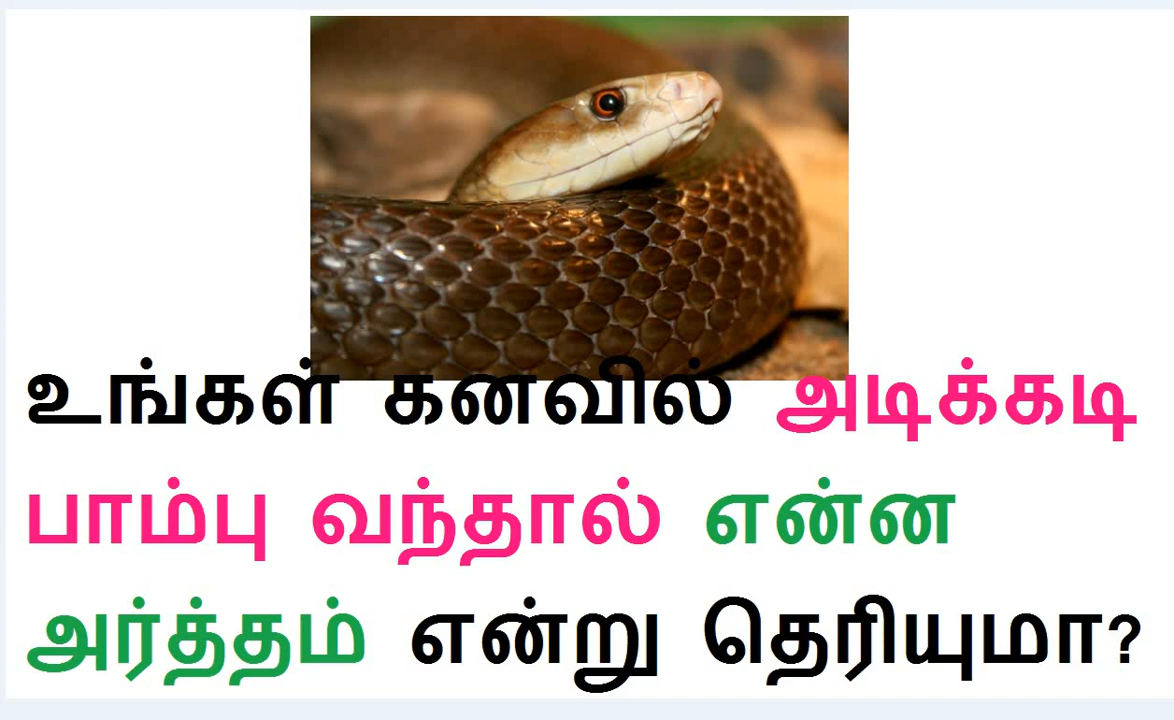 உங்கள் கனவில் அடிக்கடி
பாம்பு வந்தால் என்ன
அர்த்தம் என்று தெரியுமா?